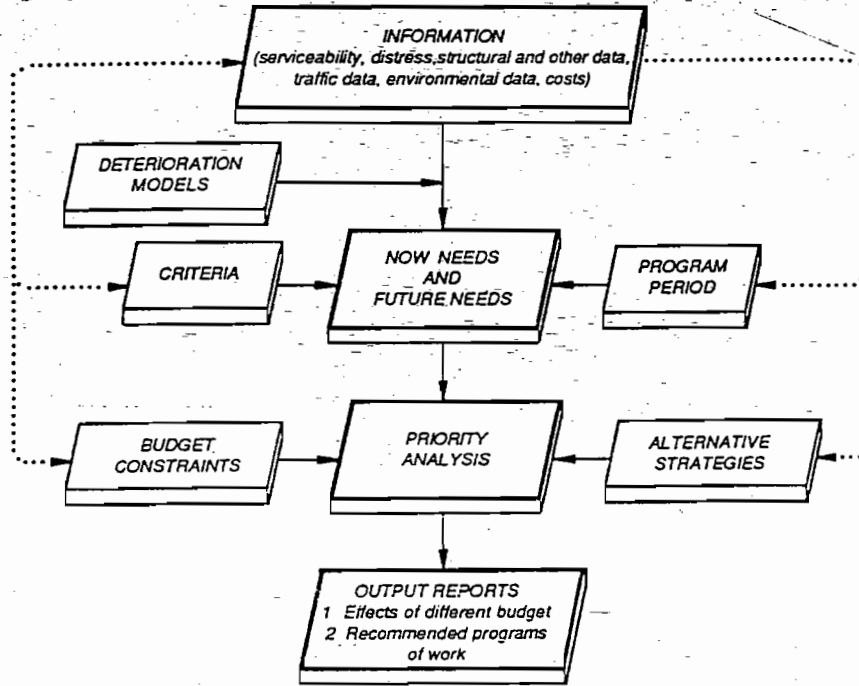 INFORMATION
(serviceability, distress,structural and other data,
traffic data, environmental data, costs)
DETERIORATION
MODELS
CRITERIA
NOW NEEDS
AND
FUTURE NEEDS
PROGRAM
PERIOD
BUDGET
CONSTRAINTS
PRIORITY
ANALYSIS
ALTERNATIVE
STRATEGIES
OUTPUT REPORTS
1 Effects of different budget
2 Recommended programs
of work